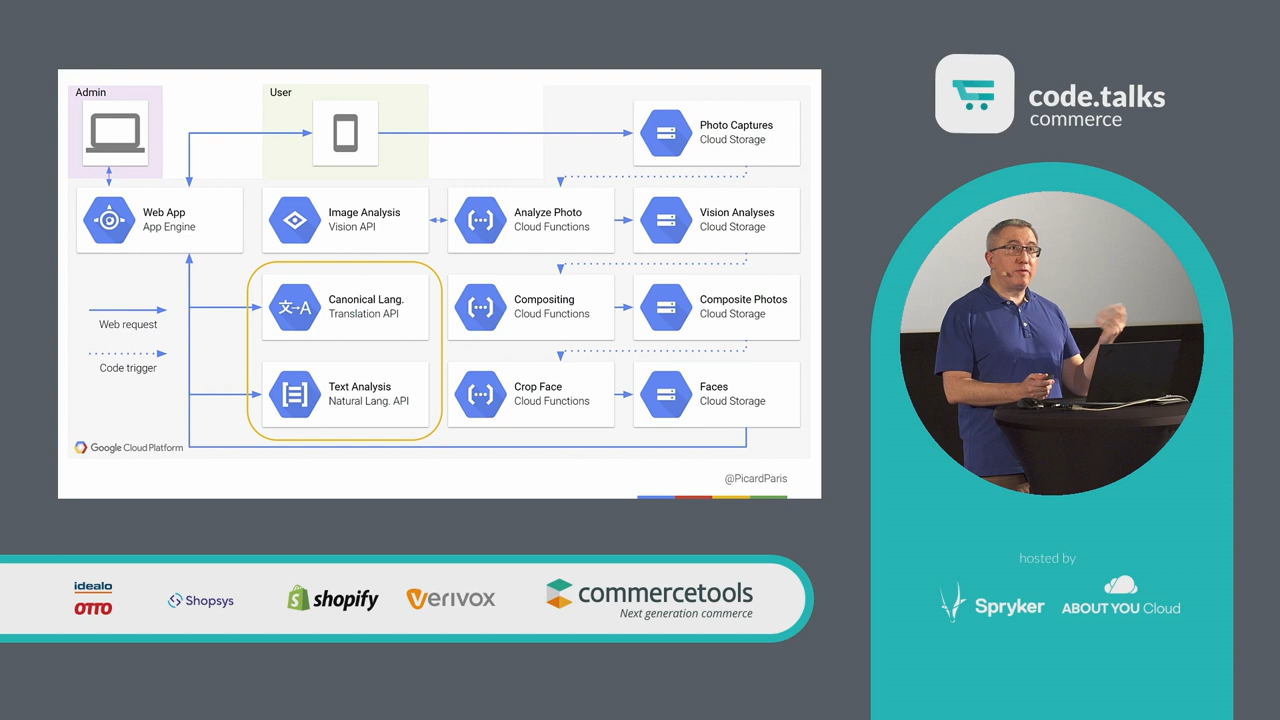 Admin
User
Photo Captures
Cloud Storage
Web App
App Engine
Image Analysis
Vision API
Analyze Photo
Cloud Functions
Vision Analyses
Cloud Storage
Canonical Lang.
Translation API
Compositing
Cloud Functions
Composite Photos
Cloud Storage
Web request
Code trigger
Text Analysis
Natural Lang. API
Crop Face
Cloud Functions
Faces
Cloud Storage
Google Cloud Platform
@PicardParis
code.talks
commerce
hosted by
Spryker
ABOUT YOU Cloud
idealo
OTTO
Shopsys
shopify
VERIVOX
commercetools
Next generation commerce
文→A